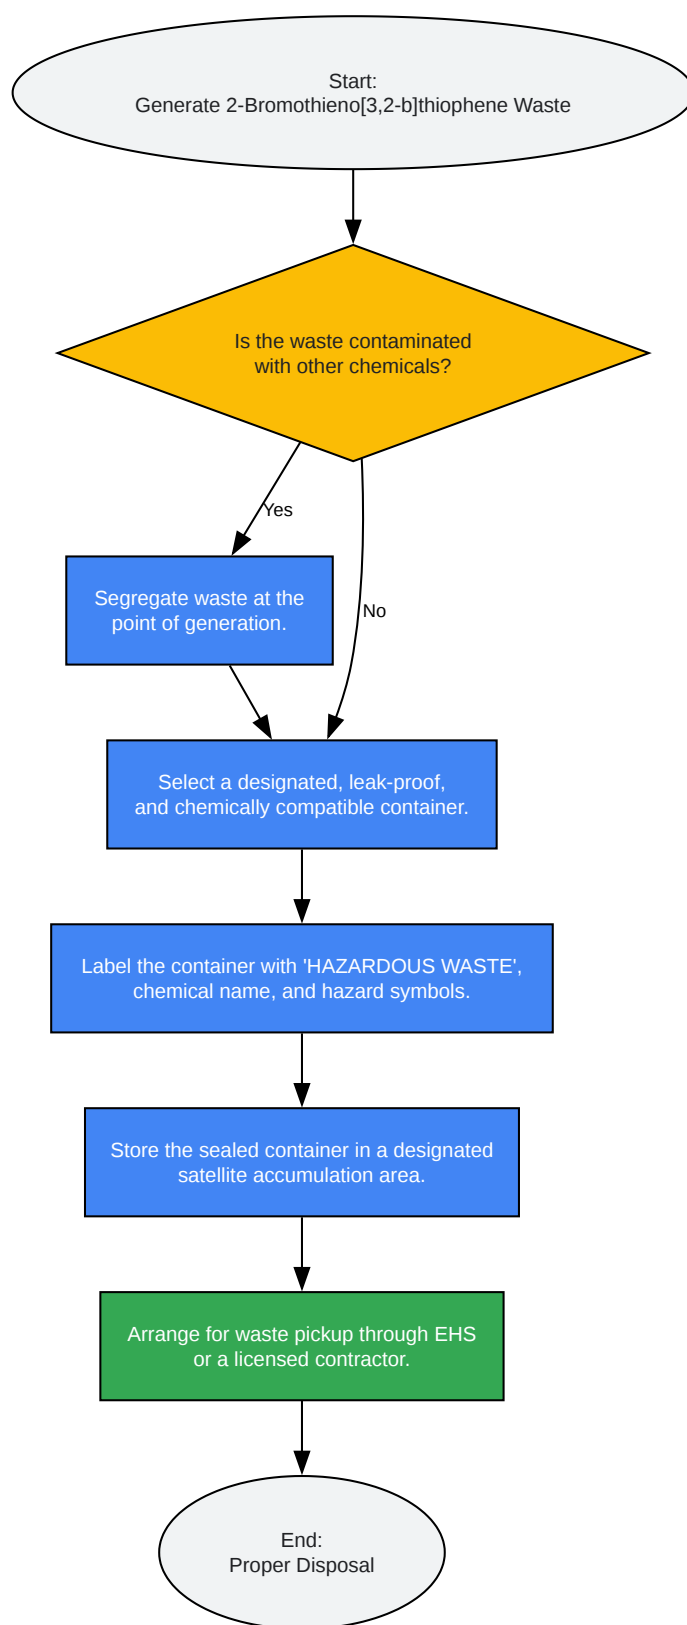 Start:
Generate 2-Bromothieno[3,2-b]thiophene Waste
Is the waste contaminated
with other chemicals?
Yes
Segregate waste at the
point of generation.
No
Select a designated, leak-proof,
and chemically compatible container.
Label the container with 'HAZARDOUS WASTE',
chemical name, and hazard symbols.
Store the sealed container in a designated
satellite accumulation area.
Arrange for waste pickup through EHS
or a licensed contractor.
End:
Proper Disposal